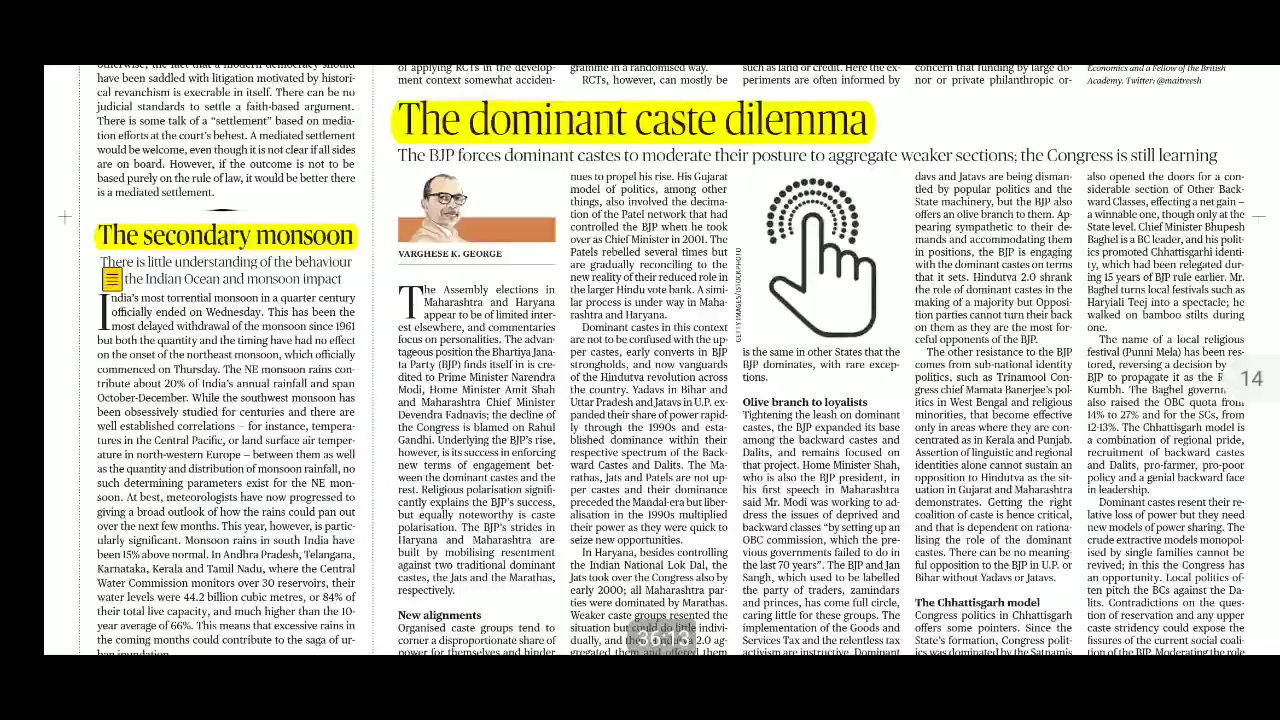 otherwise, the fact that a modern democracy should
have been saddled with litigation motivated by histori-
cal revanchism is execrable in itself. There can be no
judicial standards to settle a faith-based argument.
There is some talk of a “settlement” based on media-
tion efforts at the court’s behest. A mediated settlement
would be welcome, even though it is not clear if all sides
are on board. However, if the outcome is not to be
based purely on the rule of law, it would be better there
is a mediated settlement.
The secondary monsoon
There is little understanding of the behaviour
the Indian Ocean and monsoon impact
India’s most torrential monsoon in a quarter century
officially ended on Wednesday. This has been the
most delayed withdrawal of the monsoon since 1961
but both the quantity and the timing have had no effect
on the onset of the northeast monsoon, which officially
commenced on Thursday. The NE monsoon rains con-
tribute about 20% of India’s annual rainfall and span
October-December. While the southwest monsoon has
been obsessively studied for centuries and there are
well established correlations – for instance, tempera-
tures in the Central Pacific, or land surface air temper-
ature in north-western Europe – between them as well
as the quantity and distribution of monsoon rainfall, no
such determining parameters exist for the NE mon-
soon. At best, meteorologists have now progressed to
giving a broad outlook of how the rains could pan out
over the next few months. This year, however, is partic-
ularly significant. Monsoon rains in south India have
been 15% above normal. In Andhra Pradesh, Telangana,
Karnataka, Kerala and Tamil Nadu, where the Central
Water Commission monitors over 30 reservoirs, their
water levels were 44.2 billion cubic metres, or 84% of
their total live capacity, and much higher than the 10-
year average of 66%. This means that excessive rains in
the coming months could contribute to the saga of ur-
ban inundation.
of applying RCTs in the develop-
ment context somewhat acciden-
gramme in a randomised way.
RCTs, however, can mostly be
such as land or credit. Here the ex-
periments are often informed by
concern that funding by large do-
nor or private philanthropic or-
Economics and a Fellow of the British
Academy. Twitter: @maitreesh
The dominant caste dilemma
The BJP forces dominant castes to moderate their posture to aggregate weaker sections; the Congress is still learning
VARGHESE K. GEORGE
The Assembly elections in
Maharashtra and Haryana
appear to be of limited inter-
est elsewhere, and commentaries
focus on personalities. The advan-
tageous position the Bhartiya Jana-
ta Party (BJP) finds itself in is cre-
dited to Prime Minister Narendra
Modi, Home Minister Amit Shah
and Maharashtra Chief Minister
Devendra Fadnavis; the decline of
the Congress is blamed on Rahul
Gandhi. Underlying the BJP’s rise,
however, is its success in enforcing
new terms of engagement bet-
ween the dominant castes and the
rest. Religious polarisation signifi-
cantly explains the BJP’s success,
but equally noteworthy is caste
polarisation. The BJP’s strides in
Haryana and Maharashtra are
built by mobilising resentment
against two traditional dominant
castes, the Jats and the Marathas,
respectively.
New alignments
Organised caste groups tend to
corner a disproportionate share of
power for themselves and hinder
nues to propel his rise. His Gujarat
model of politics, among other
things, also involved the decima-
tion of the Patel network that had
controlled the BJP when he took
over as Chief Minister in 2001. The
Patels rebelled several times but
are gradually reconciling to the
new reality of their reduced role in
the larger Hindu vote bank. A simi-
lar process is under way in Maha-
rashtra and Haryana.
Dominant castes in this context
are not to be confused with the up-
per castes, early converts in BJP
strongholds, and now vanguards
of the Hindutva revolution across
the country. Yadavs in Bihar and
Uttar Pradesh and Jatavs in U.P. ex-
panded their share of power rapid-
ly through the 1990s and esta-
blished dominance within their
respective spectrum of the Back-
ward Castes and Dalits. The Ma-
rathas, Jats and Patels are not up-
per castes and their dominance
preceded the Mandal-era but liber-
alisation in the 1990s multiplied
their power as they were quick to
seize new opportunities.
In Haryana, besides controlling
the Indian National Lok Dal, the
Jats took over the Congress also by
early 2000; all Maharashtra par-
ties were dominated by Marathas.
Weaker caste groups resented the
situation but could do little indivi-
dually, and 2.0 ag-
gregated them and offered them
GETTY IMAGES/ISTOCKPHOTO
is the same in other States that the
BJP dominates, with rare excep-
tions.
Olive branch to loyalists
Tightening the leash on dominant
castes, the BJP expanded its base
among the backward castes and
Dalits, and remains focused on
that project. Home Minister Shah,
who is also the BJP president, in
his first speech in Maharashtra
said Mr. Modi was working to ad-
dress the issues of deprived and
backward classes “by setting up an
OBC commission, which the pre-
vious governments failed to do in
the last 70 years”. The BJP and Jan
Sangh, which used to be labelled
the party of traders, zamindars
and princes, has come full circle,
caring little for these groups. The
implementation of the Goods and
Services Tax and the relentless tax
activism are instructive. Dominant
davs and Jatavs are being disman-
tled by popular politics and the
State machinery, but the BJP also
offers an olive branch to them. Ap-
pearing sympathetic to their de-
mands and accommodating them
in positions, the BJP is engaging
with the dominant castes on terms
that it sets. Hindutva 2.0 shrank
the role of dominant castes in the
making of a majority but Opposi-
tion parties cannot turn their back
on them as they are the most for-
ceful opponents of the BJP.
The other resistance to the BJP
comes from sub-national identity
politics, such as Trinamool Con-
gress chief Mamata Banerjee’s pol-
itics in West Bengal and religious
minorities, that become effective
only in areas where they are con-
centrated as in Kerala and Punjab.
Assertion of linguistic and regional
identities alone cannot sustain an
opposition to Hindutva as the sit-
uation in Gujarat and Maharashtra
demonstrates. Getting the right
coalition of caste is hence critical,
and that is dependent on rationa-
lising the role of the dominant
castes. There can be no meaning-
ful opposition to the BJP in U.P. or
Bihar without Yadavs or Jatavs.
The Chhattisgarh model
Congress politics in Chhattisgarh
offers some pointers. Since the
State’s formation, Congress polit-
ics was dominated by the Satnamis
also opened the doors for a con-
siderable section of Other Back-
ward Classes, effecting a net gain –
a winnable one, though only at the
State level. Chief Minister Bhupesh
Baghel is a BC leader, and his polit-
ics promoted Chhattisgarhi identi-
ty, which had been relegated dur-
ing 15 years of BJP rule earlier. Mr.
Baghel turns local festivals such as
Haryiali Teej into a spectacle; he
walked on bamboo stilts during
one.
The name of a local religious
festival (Punni Mela) has been res-
tored, reversing a decision by
BJP to propagate it as the
Kumbh. The Baghel
also raised the OBC quota from
14% to 27% and for the SCs, from
12-13%. The Chhattisgarh model is
a combination of regional pride,
recruitment of backward castes
and Dalits, pro-farmer, pro-poor
policy and a genial backward face
in leadership.
Dominant castes resent their re-
lative loss of power but they need
new models of power sharing. The
crude extractive models monopol-
ised by single families cannot be
revived; in this the Congress has
an opportunity. Local politics of-
ten pitch the BCs against the Da-
lits. Contradictions on the ques-
tion of reservation and any upper
caste stridency could expose the
fissures of the current social coali-
tion of the BJP. Moderating the role
14
36:13